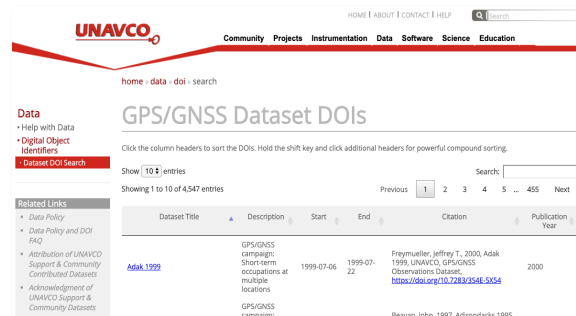 HOME | ABOUT | CONTACT | HELP
Search
UNAVCO
Community Projects Instrumentation Data Software Science Education
home » data » doi » search
Data
• Help with Data
• Digital Object
Identifiers
· Dataset DOI Search
Related Links
Data Policy
Data Policy and DOI
FAQ
Attribution of UNAVCO
Support & Community
Contributed Datasets
Acknowledgment of
UNAVCO Support &
Community Datasets
GPS/GNSS Dataset DOIs
Click the column headers to sort the DOIs. Hold the shift key and click additional headers for powerful compound sorting.
Show 10 entries
Search:
Showing 1 to 10 of 4,547 entries
Previous 1 2 3 4 5 ... 455 Next
Dataset Title Description Start End Citation Publication
Year
Adak 1999
GPS/GNSS
campaign:
Short-term
occupations at
multiple
locations
1999-07-06
1999-07-
22
Freymueller, Jeffrey T., 2000, Adak
1999, UNAVCO, GPS/GNSS
Observations Dataset,
https://doi.org/10.7283/354E-5X54
2000
GPS/GNSS
campaign:
Beavan, John, 1997, Adirondacks 1995,